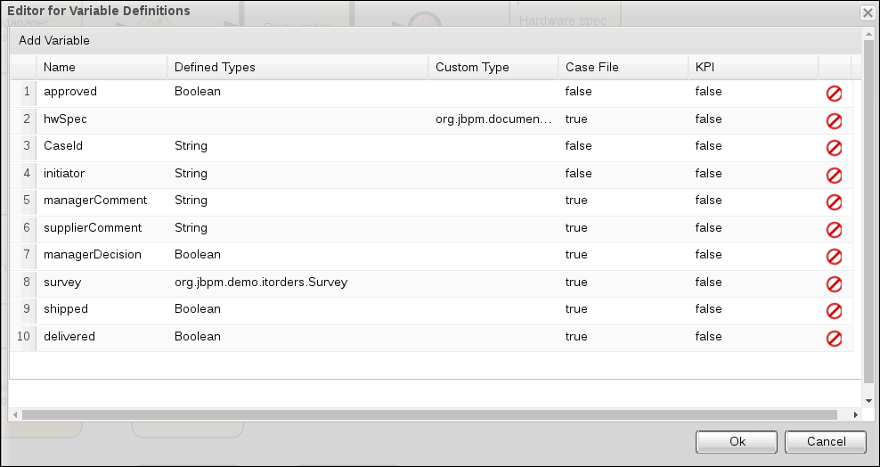 Editor for Variable Definitions
Hardware spec
Add Variable
Name Defined Types Custom Type Case File KPI
1 approved Boolean false false
2 hwSpec org.jbpm.documen... true false
3 CaseId String false false
4 initiator String false false
5 managerComment String true false
6 supplierComment String true false
7 managerDecision Boolean true false
8 survey org.jbpm.demo.itorders.Survey true false
9 shipped Boolean true false
10 delivered Boolean true false
Ok Cancel